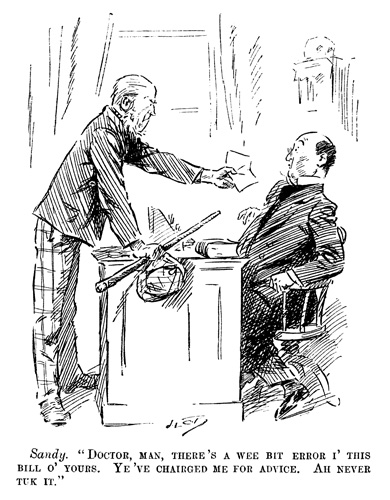 Sandy. "DOCTOR, MAN, THERE'S A WEE BIT ERROR I' THIS
BILL O' YOURS. YE'VE CHAIRGED ME FOR ADVICE. AH NEVER
TUK IT."